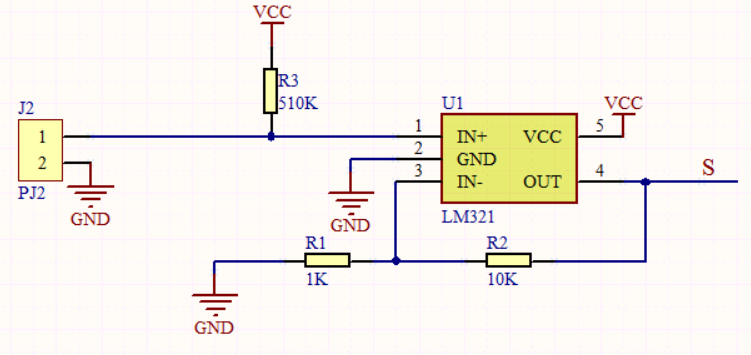 VCC
R3
510K
J2
1
2
PJ2
GND
U1
1 IN+ VCC 5
2 GND
3 IN- OUT 4
LM321
VCC
S
GND
R1
1K
R2
10K
GND